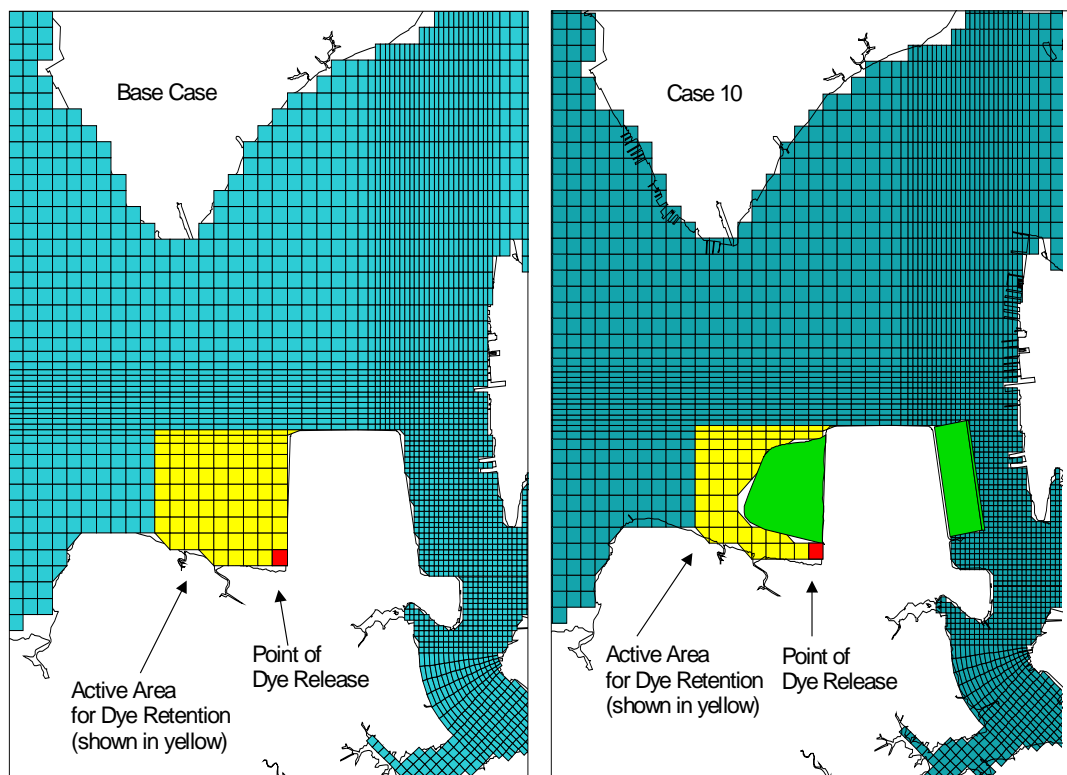 Base Case
Active Area
for Dye Retention
(shown in yellow)
Point of
Dye Release
Case 10
Active Area
for Dye Retention
(shown in yellow)
Point of
Dye Release